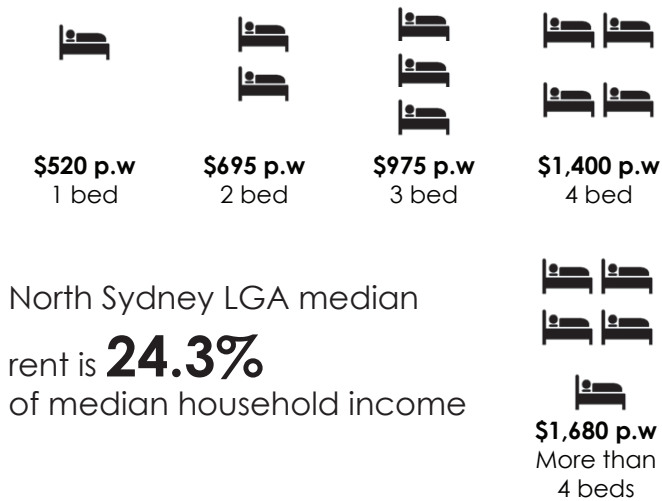 $520 p.w
1 bed
$695 p.w
2 bed
$975 p.w
3 bed
$1,400 p.w
4 bed
North Sydney LGA median
rent is 24.3%
of median household income
$1,680 p.w
More than
4 beds